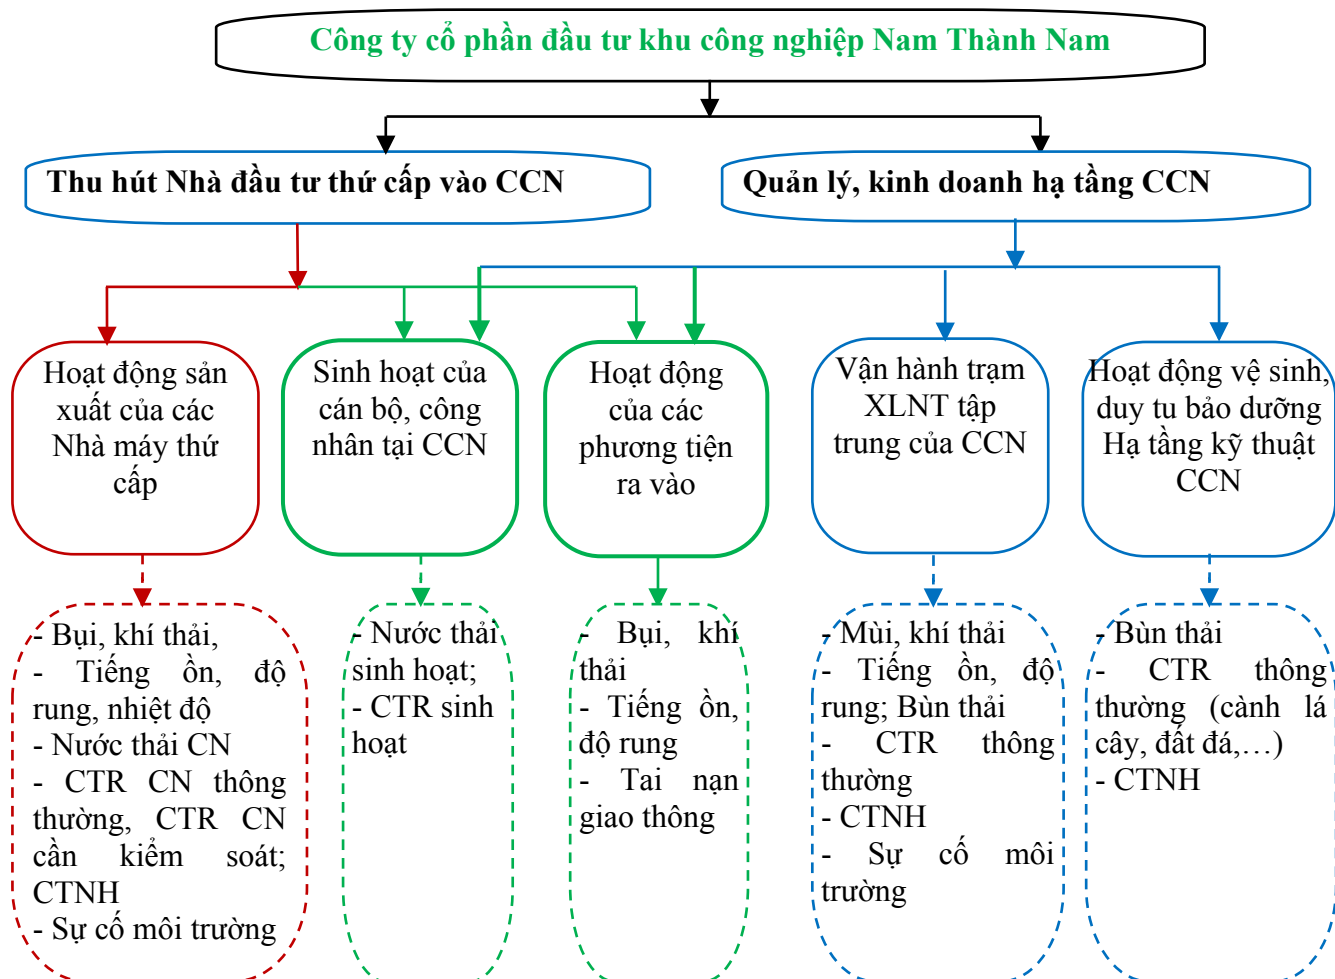 Công ty cổ phần đầu tư khu công nghiệp Nam Thành Nam
Thu hút Nhà đầu tư thứ cấp vào CCN
Quản lý, kinh doanh hạ tầng CCN
Hoạt động sản
xuất của các
Nhà máy thứ
cấp
Sinh hoạt của
cán bộ, công
nhân tại CCN
Hoạt động
của các
phương tiện
ra vào
Vận hành trạm
XLNT tập
trung của CCN
Hoạt động vệ sinh,
duy tu bảo dưỡng
Hạ tầng kỹ thuật
CCN
- Bụi, khí thải,
- Tiếng ồn, độ
rung, nhiệt độ
- Nước thải CN
- CTR CN thông
thường, CTR CN
cần kiểm soát;
CTNH
- Sự cố môi trường
- Nước thải
sinh hoạt;
- CTR sinh
hoạt
- Bụi, khí
thải
- Tiếng ồn,
độ rung
- Tai nạn
giao thông
- Mùi, khí thải
- Tiếng ồn, độ
rung; Bùn thải
- CTR thông
thường
- CTNH
- Sự cố môi
trường
- Bùn thải
- CTR thông
thường (cành lá
cây, đất đá,…)
- CTNH